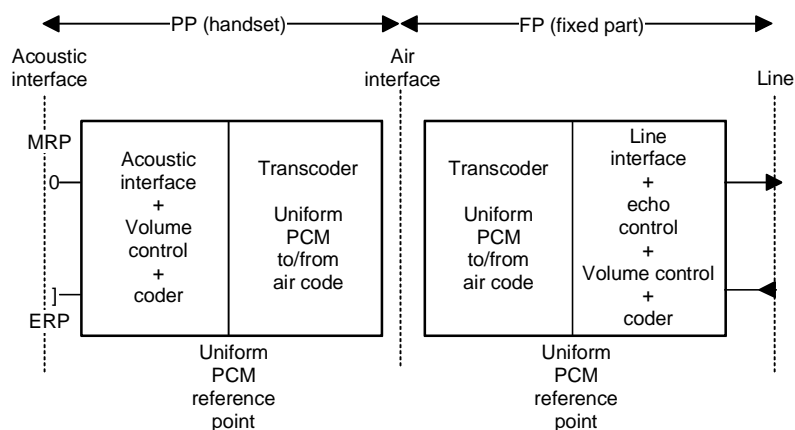 PP (handset)
FP (fixed part)
Acoustic
interface
Air
interface
Line
MRP
0
]
ERP
Acoustic
interface
+
Volume
control
+
coder
Transcoder
Uniform
PCM
to/from
air code
Transcoder
Uniform
PCM
to/from
air code
Line
interface
+
echo
control
+
Volume control
+
coder
Uniform
PCM
reference
point
Uniform
PCM
reference
point